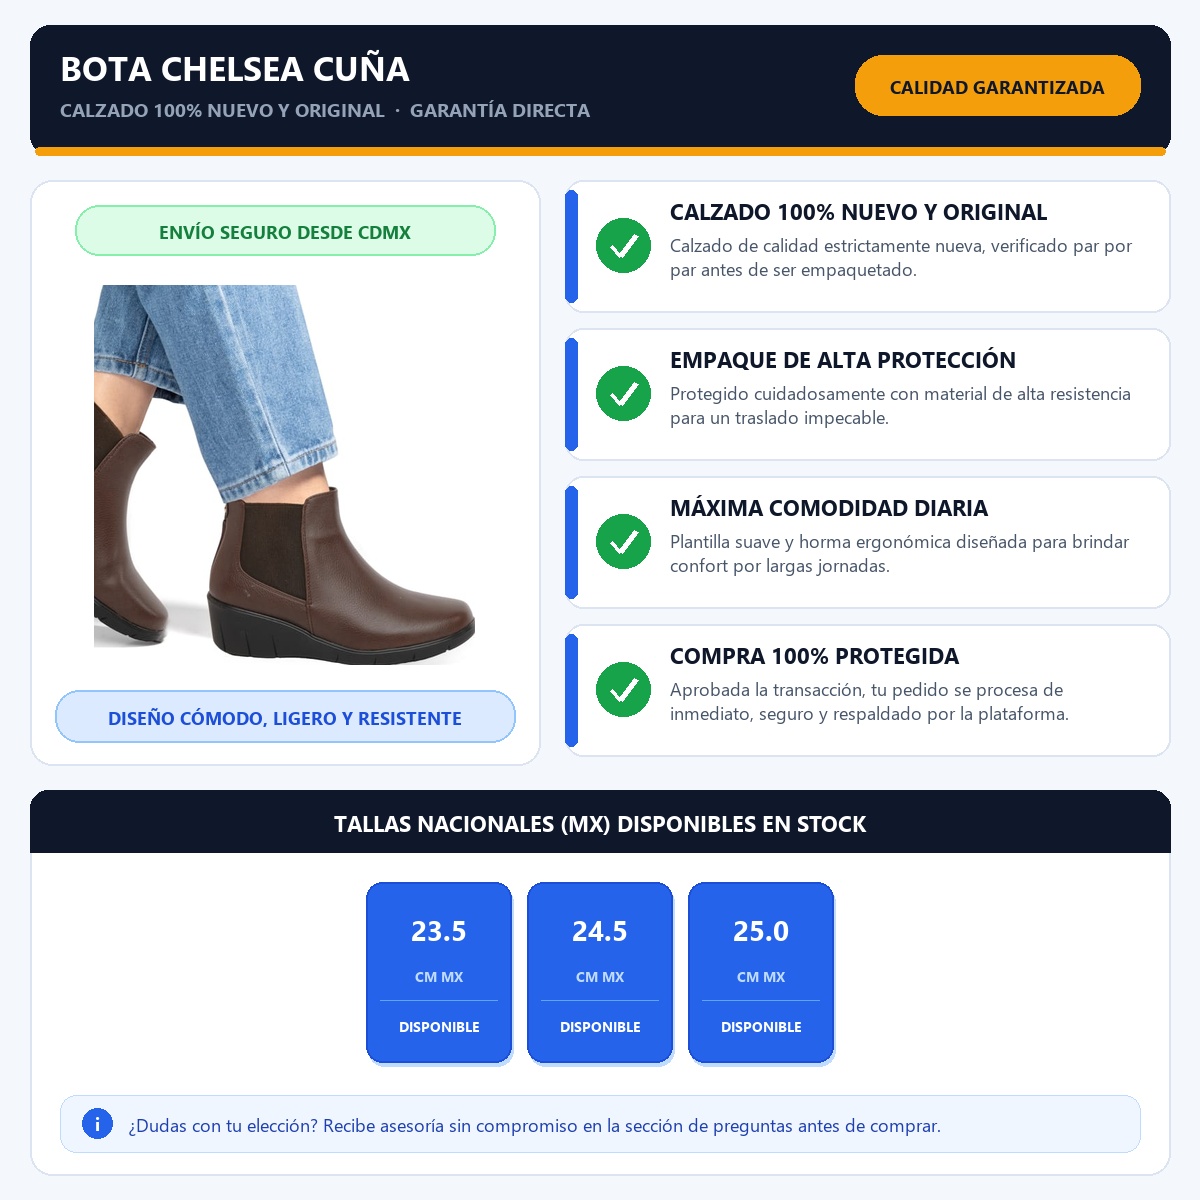 BOTA CHELSEA CUÑA
CALZADO 100% NUEVO Y ORIGINAL · GARANTÍA DIRECTA
CALIDAD GARANTIZADA
ENVÍO SEGURO DESDE CDMX
DISEÑO CÓMODO, LIGERO Y RESISTENTE
CALZADO 100% NUEVO Y ORIGINAL
Calzado de calidad estrictamente nueva, verificado par por
par antes de ser empaquetado.
EMPAQUE DE ALTA PROTECCIÓN
Protegido cuidadosamente con material de alta resistencia
para un traslado impecable.
MÁXIMA COMODIDAD DIARIA
Plantilla suave y horma ergonómica diseñada para brindar
confort por largas jornadas.
COMPRA 100% PROTEGIDA
Aprobada la transacción, tu pedido se procesa de
inmediato, seguro y respaldado por la plataforma.
TALLAS NACIONALES (MX) DISPONIBLES EN STOCK
23.5
CM MX
DISPONIBLE
24.5
CM MX
DISPONIBLE
25.0
CM MX
DISPONIBLE
¿Dudas con tu elección? Recibe asesoría sin compromiso en la sección de preguntas antes de comprar.